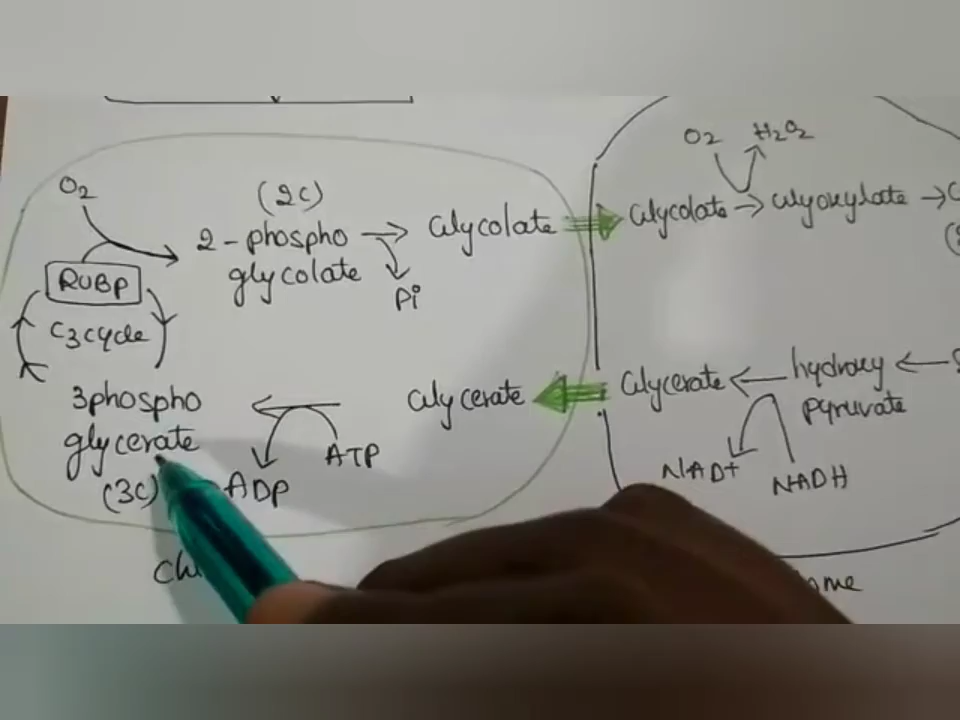 O2
RUBP
C3 cycle
(2c)
2-phospho
glycolate
Pi
Glycolate
Glycolate
O2
H2O2
Glyoxylate
3phospho
glycerate
(3c)
ADP
ATP
Glycerate
Glycerate
hydroxy
pyruvate
NAD+
NADH